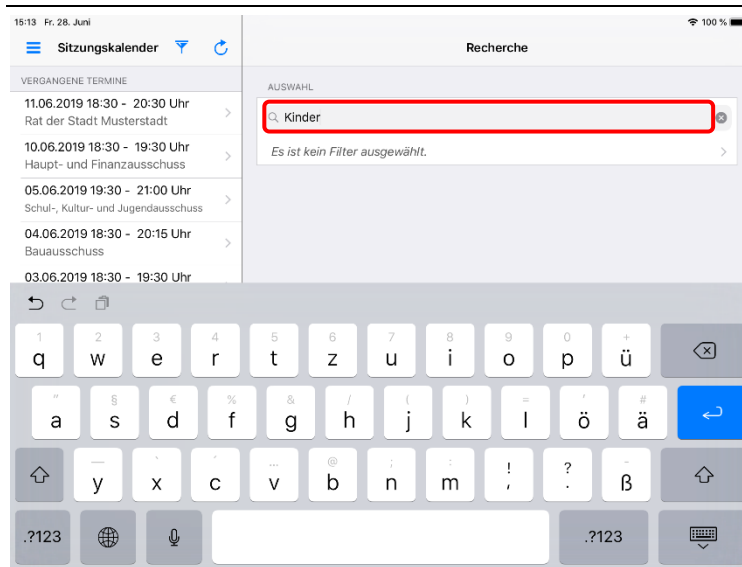 15:13 Fr. 28. Juni
100 %
Sitzungskalender
Recherche
VERGANGENE TERMINE
11.06.2019 18:30 - 20:30 Uhr
Rat der Stadt Musterstadt
10.06.2019 18:30 - 19:30 Uhr
Haupt- und Finanzausschuss
05.06.2019 19:30 - 21:00 Uhr
Schul-, Kultur- und Jugendausschuss
04.06.2019 18:30 - 20:15 Uhr
Bauausschuss
03.06.2019 18:30 - 19:30 Uhr
AUSWAHL
Kinder
Es ist kein Filter ausgewählt.
1 2 3 4 5 6 7 8 9 0 +
q w e r t z u i o p ü
" § € % & / ( ) = ' #
a s d f g h j k l ö ä
— ` ' ... @ ; : ! ? -
y x c v b n m , . ß
.?123
.?123